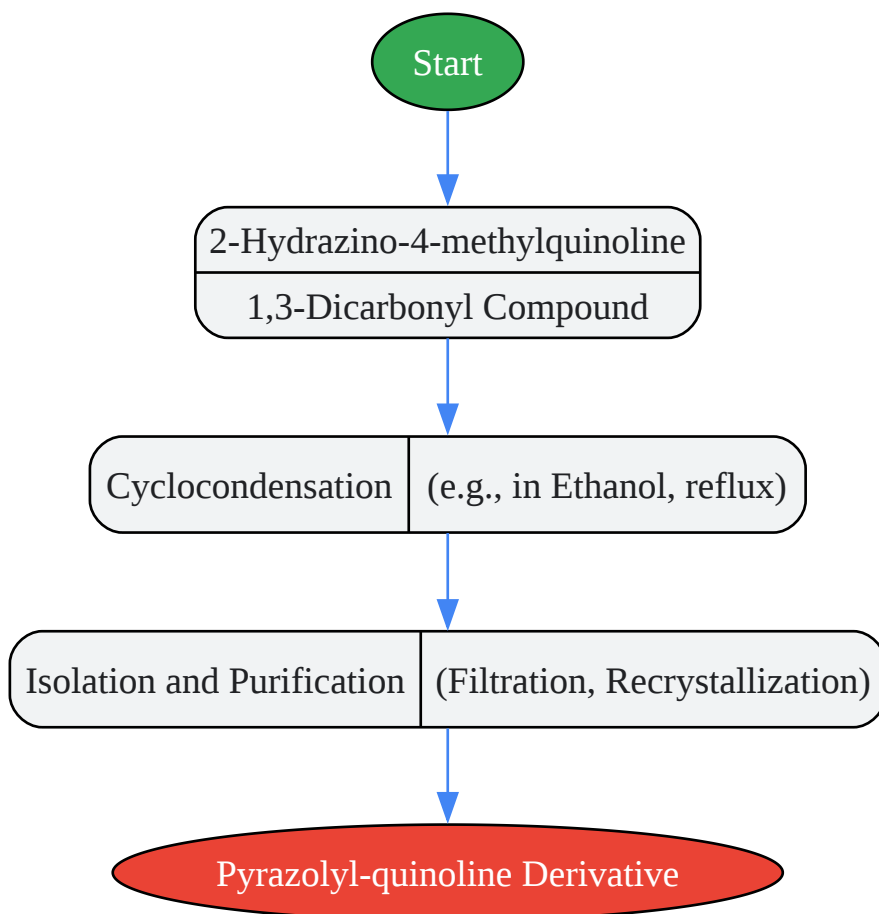 Start
2-Hydrazino-4-methylquinoline
1,3-Dicarbonyl Compound
Cyclocondensation
(e.g., in Ethanol, reflux)
Isolation and Purification
(Filtration, Recrystallization)
Pyrazolyl-quinoline Derivative